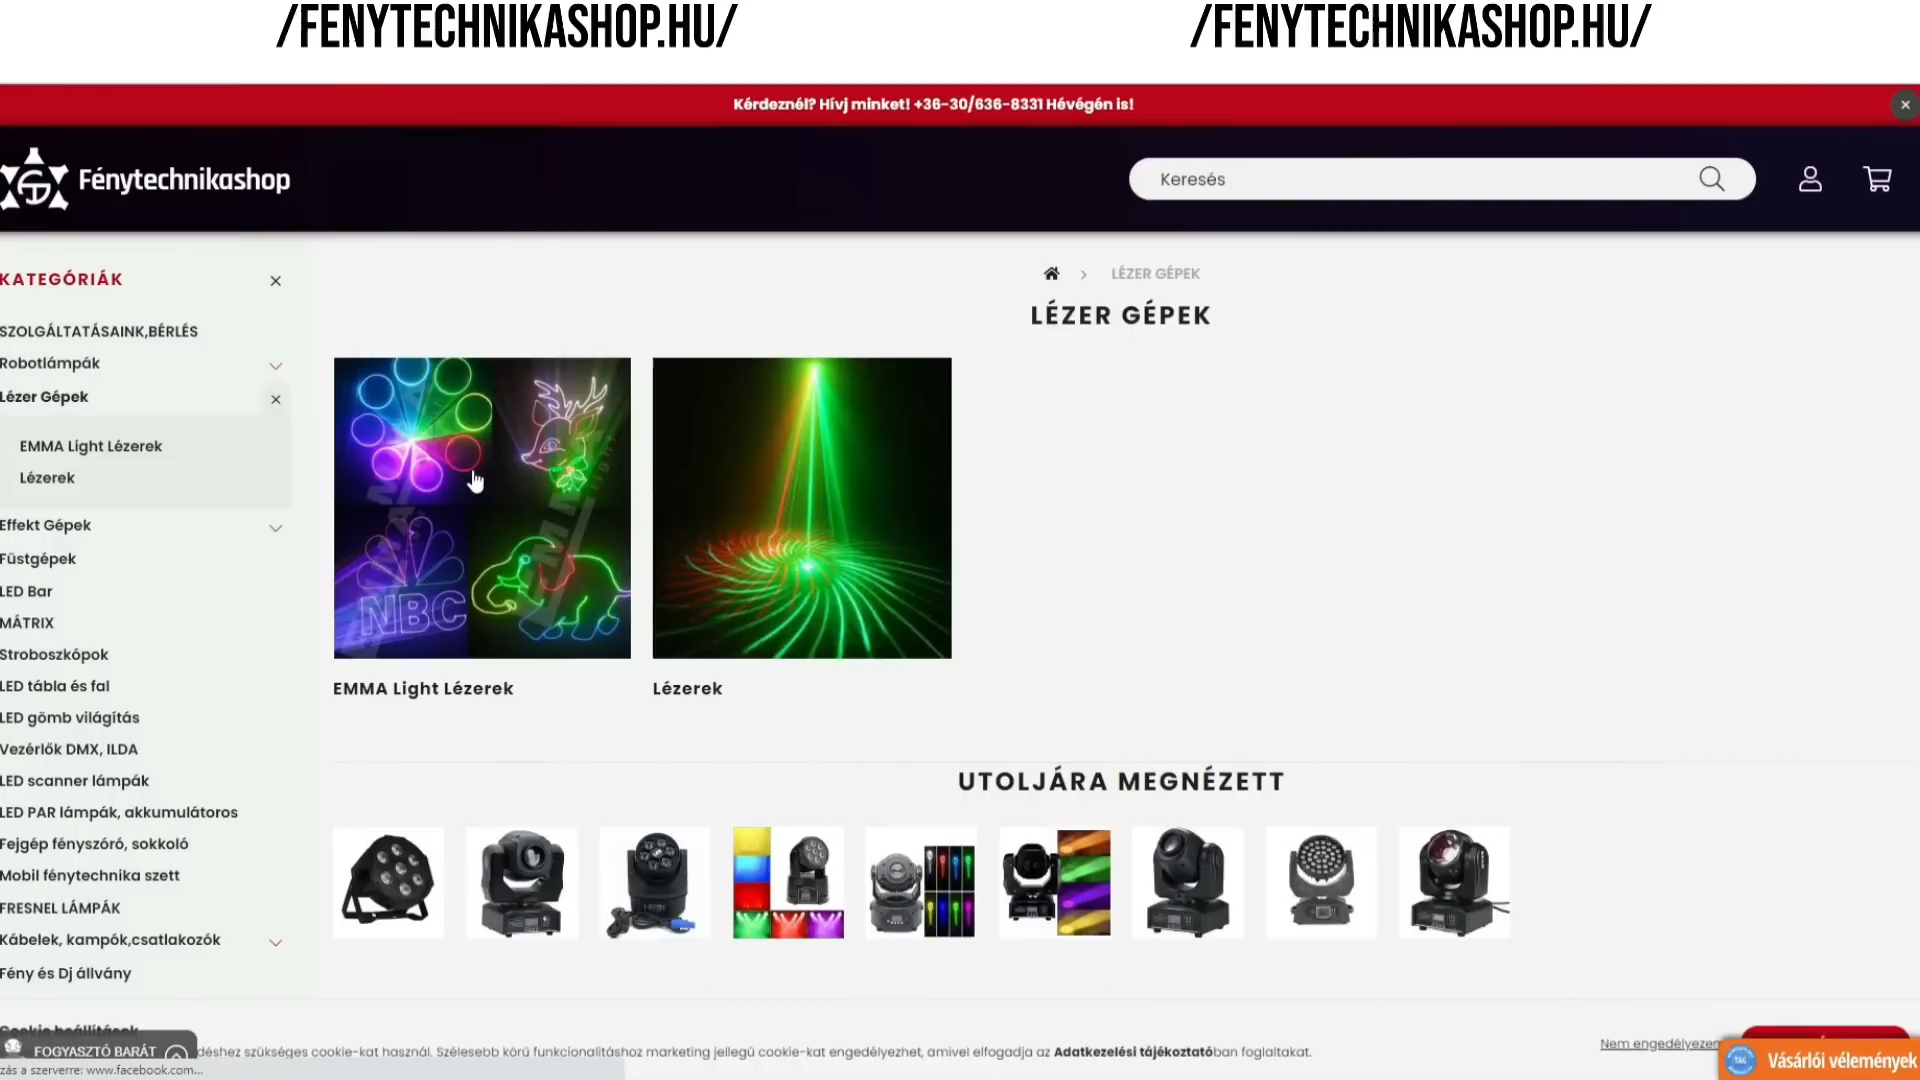 /FENYTECHNIKASHOP.HU/
/FENYTECHNIKASHOP.HU/
Kérdeznél? Hívj minket! +36-30/636-8331 Hévégén is!
Fénytechnikashop
Keresés
KATEGÓRIÁK
SZOLGÁLTATÁSAINK,BÉRLÉS
Robotlámpák
Lézer Gépek
EMMA Light Lézerek
Lézerek
Effekt Gépek
Füstgépek
LED Bar
MÁTRIX
Stroboszkópok
LED tábla és fal
LED gömb világítás
Vezérlők DMX, ILDA
LED scanner lámpák
LED PAR lámpák, akkumulátoros
Fejgép fényszóró, sokkoló
Mobil fénytechnika szett
FRESNEL LÁMPÁK
Kábelek, kampók,csatlakozók
Fény és Dj állvány
LÉZER GÉPEK
LÉZER GÉPEK
NBC
EMMA Light Lézerek
Lézerek
UTOLJÁRA MEGNÉZETT
Cookie beállítások
FOGYASZTÓ BARÁT
déshez szükséges cookie-kat használ. Szélesebb körű funkcionalitáshoz marketing jellegű cookie-kat engedélyezhet, amivel elfogadja az Adatkezelési tájékoztatóban foglaltakat.
Nem engedélyezem
Vásárlói vélemények
zás a szerverre: www.facebook.com...